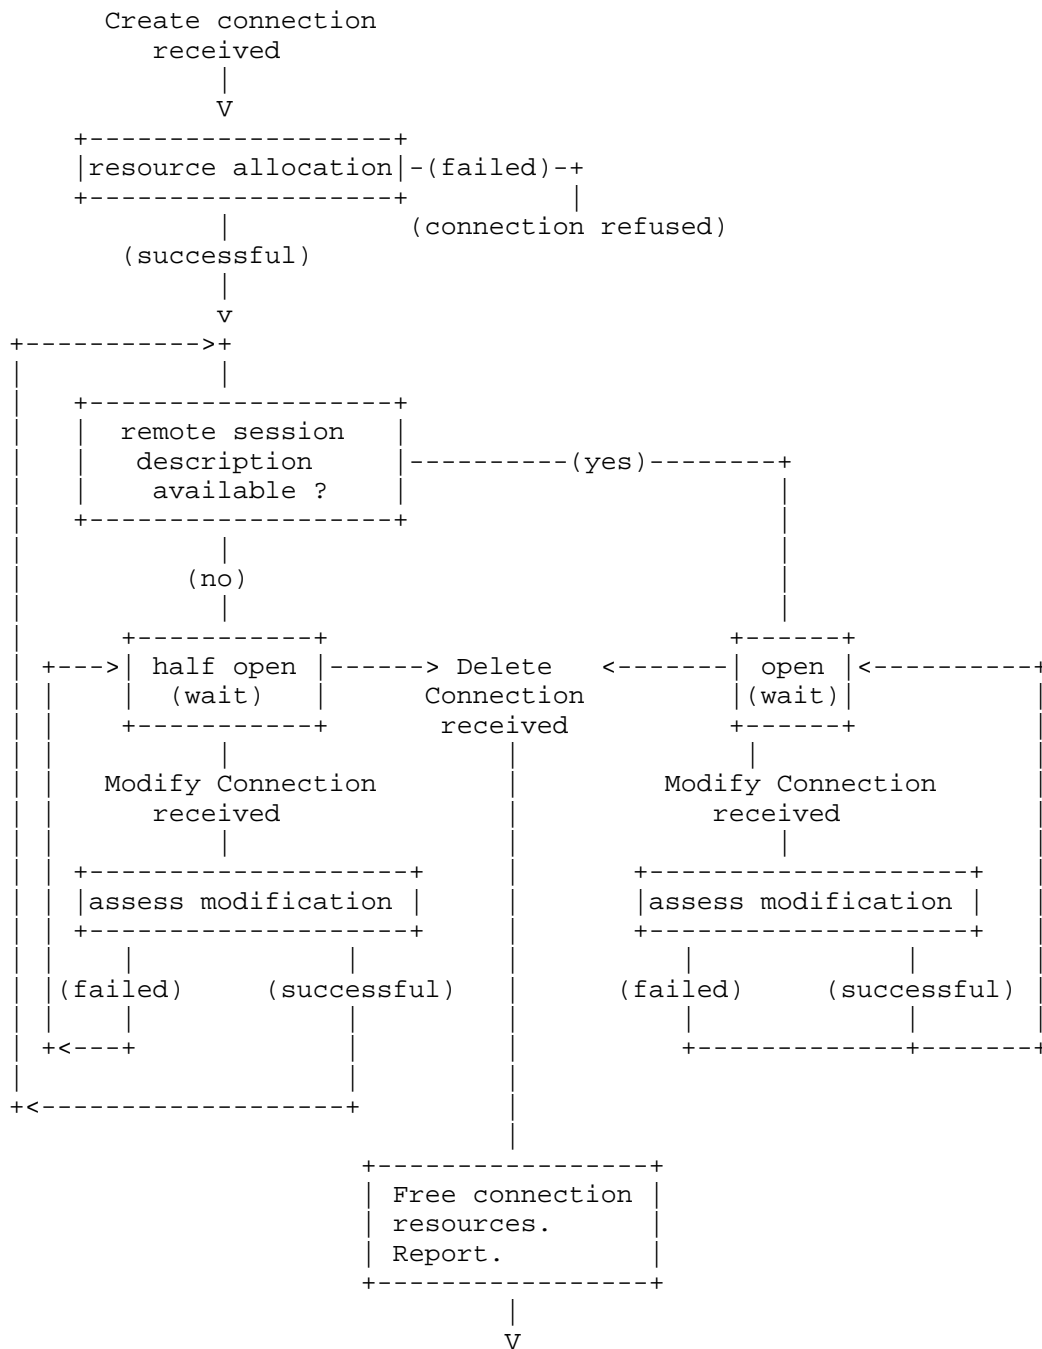 Create connection
received
V
resource allocation -(failed)-+
(connection refused)
(successful)
v
remote session
description (yes)
available ?
(no)
half open Delete open
(wait) Connection (wait)
received
Modify Connection Modify Connection
received received
assess modification assess modification
(failed) (successful) (failed) (successful)
Free connection
resources.
Report.
V